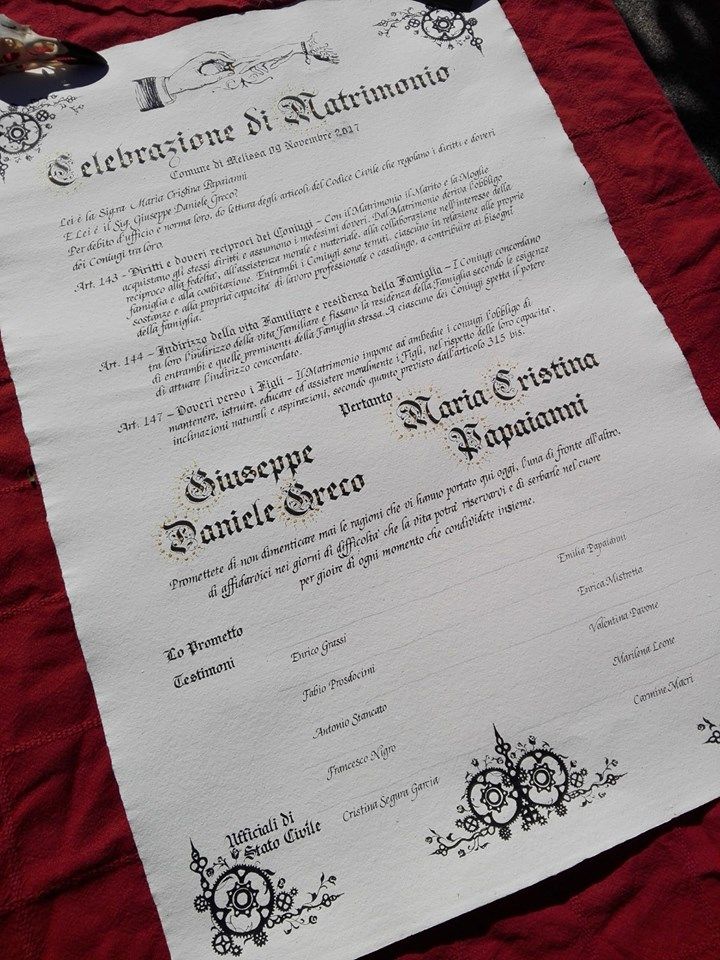 Celebrazione di Matrimonio
Comune di Melissa 09 Novembre 2017
Lei è la Sig.ra Maria Cristina Papaianni
E Lei è il Sig. Giuseppe Daniele Greco?
Per debito d'ufficio e norma loro, do lettura degli articoli del Codice Civile che regolano i diritti e doveri
dei Coniugi tra loro.
Art. 143 - Diritti e doveri reciproci dei Coniugi - Con il Matrimonio il Marito e la Moglie
acquistano gli stessi diritti e assumono i medesimi doveri. Dal Matrimonio deriva l'obbligo
reciproco alla fedelta', all'assistenza morale e materiale, alla collaborazione nell'interesse della
famiglia e alla coabitazione. Entrambi i Coniugi sono tenuti, ciascuno in relazione alle proprie
sostanze e alla propria capacita' di lavoro professionale o casalingo, a contribuire ai bisogni
della famiglia.
Art. 144 - Indirizzo della vita Familiare e residenza della Famiglia - I Coniugi concordano
tra loro l'indirizzo della vita Familiare e fissano la residenza della Famiglia secondo le esigenze
di entrambi e quelle preminenti della Famiglia stessa. A ciascuno dei Coniugi spetta il potere
di attuare l'indirizzo concordato.
Art. 147 - Doveri verso i Figli - Il Matrimonio impone ad ambedue i coniugi l'obbligo di
mantenere, istruire, educare ed assistere moralmente i Figli, nel rispetto delle loro capacita',
inclinazioni naturali e aspirazioni, secondo quanto previsto dall'articolo 315 bis.
Pertanto
Maria Cristina
Papaianni
Giuseppe
Daniele Greco
Promettete di non dimenticare mai le ragioni che vi hanno portato qui oggi, l'una di fronte all'altro,
di affidarvici nei giorni di difficolta' che la vita potra' riservarvi e di serbarle nel cuore
per gioire di ogni momento che condividete insieme.
Lo Prometto
Testimoni
Enrico Grassi
Emilia Papaianni
Fabio Prosdocimi
Enrica Mistretta
Antonio Stancato
Valentina Pavone
Francesco Nigro
Marilena Leone
Cristina Segura Garcia
Carmine Macri
Ufficiali di
Stato Civile